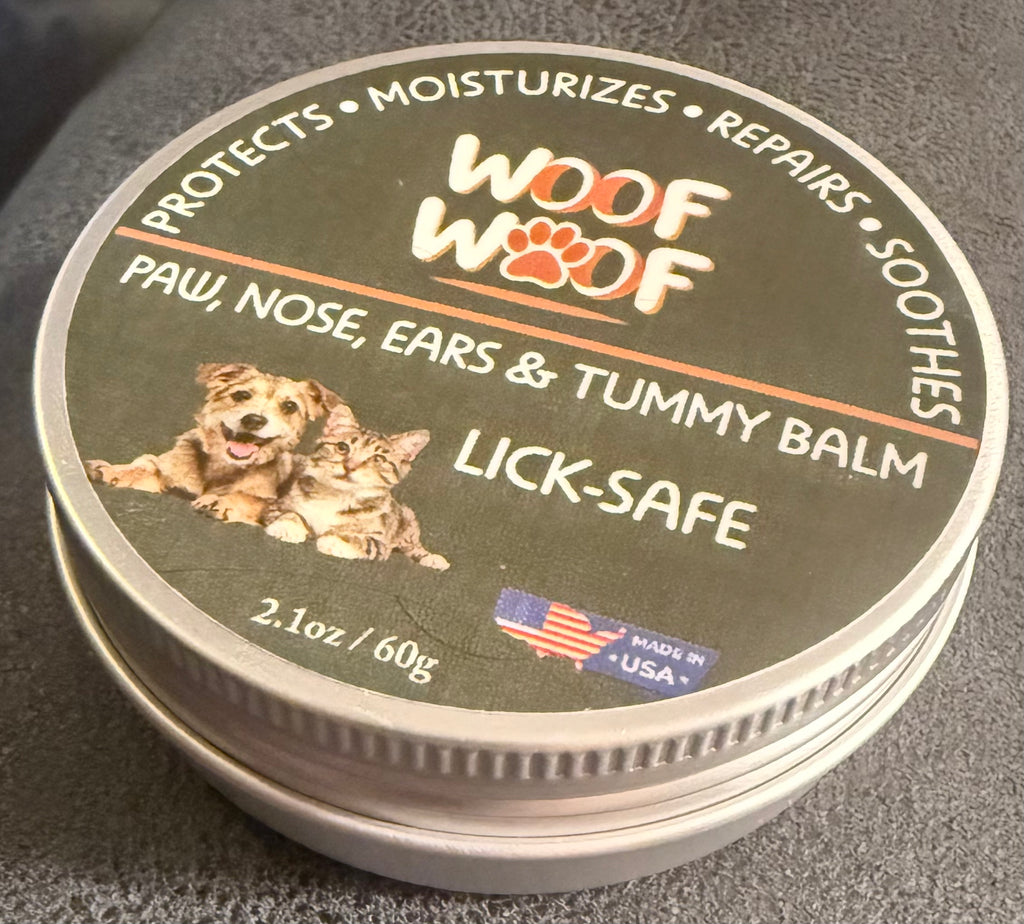 PROTECTS • MOISTURIZES • REPAIRS • SOOTHES
WOOF
WOOF
PAW, NOSE, EARS & TUMMY BALM
LICK-SAFE
2.1oz / 60g
MADE IN
•USA•